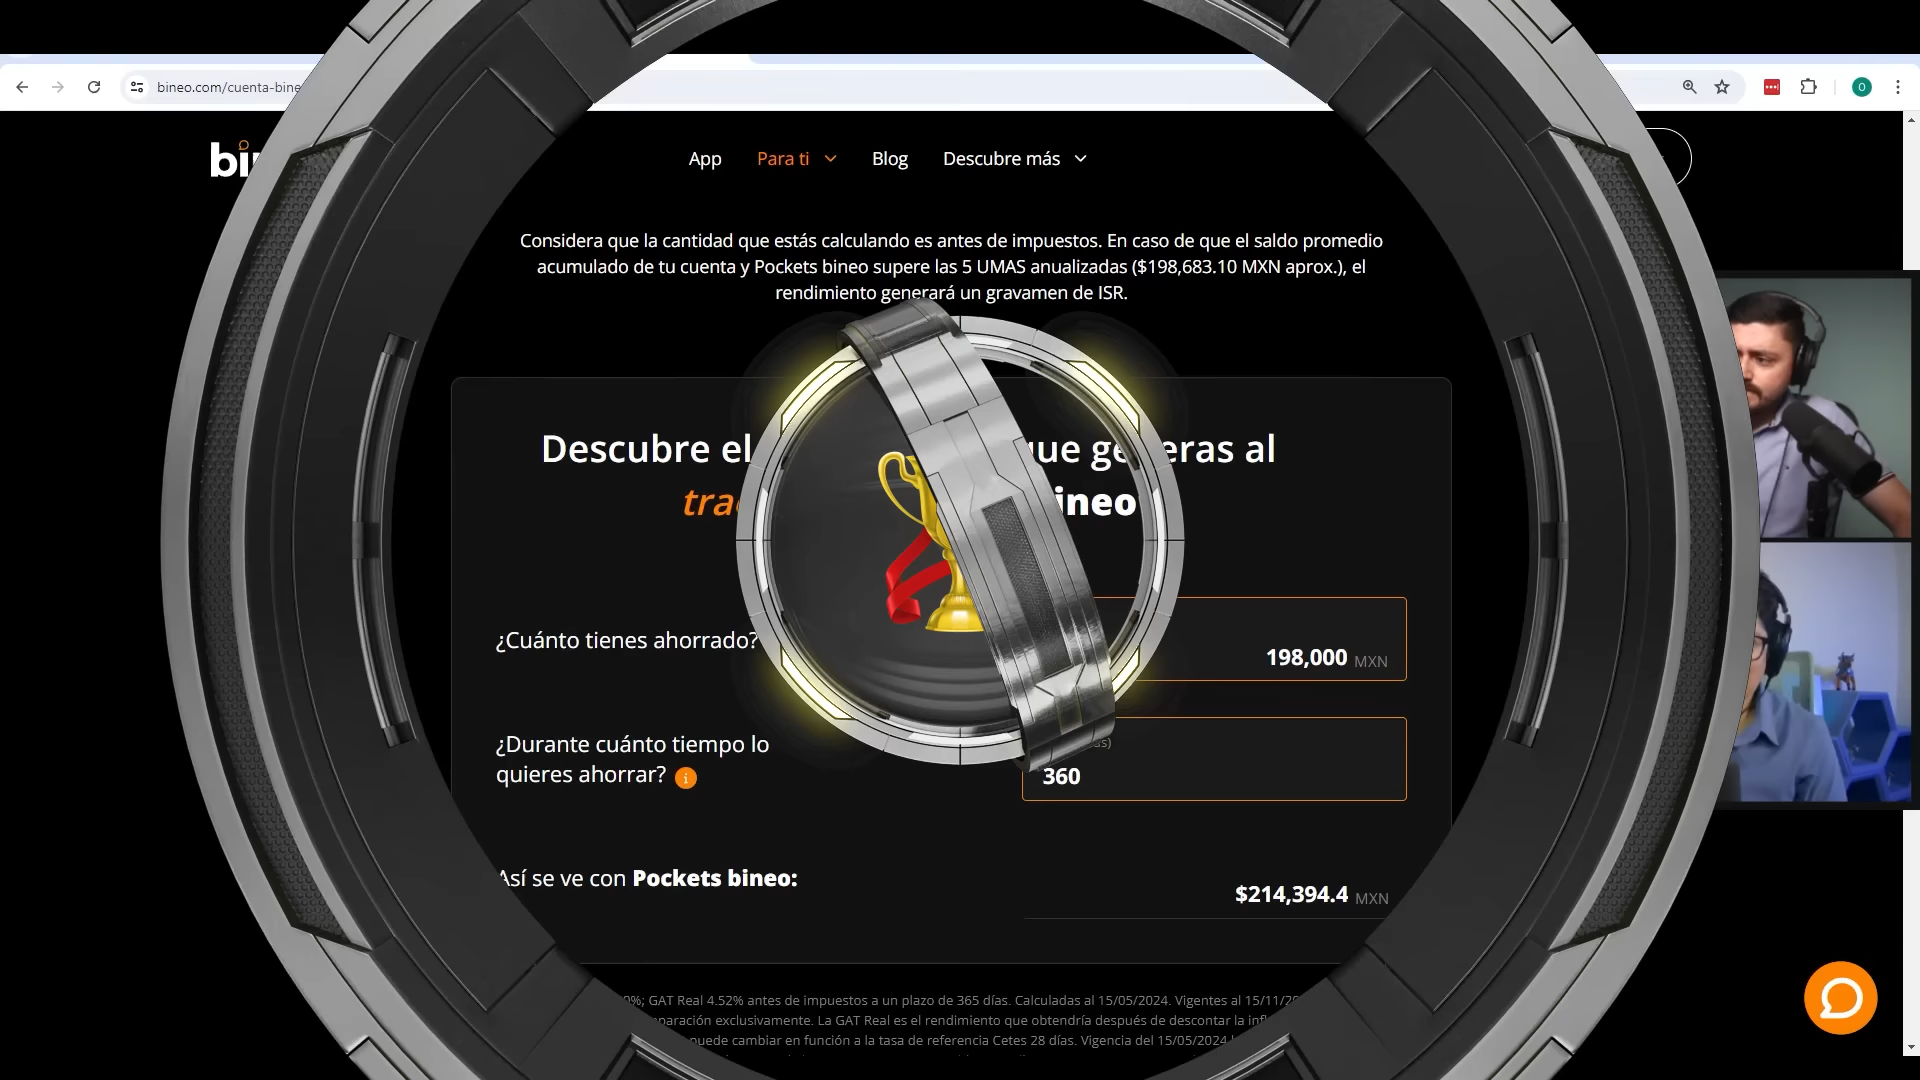 bineo.com/cuenta-bine
O
App
Para ti
Blog
Descubre más
Considera que la cantidad que estás calculando es antes de impuestos. En caso de que el saldo promedio
acumulado de tu cuenta y Pockets bineo supere las 5 UMAS anualizadas ($198,683.10 MXN aprox.), el
rendimiento generará un gravamen de ISR.
Descubre el que generas al
bineo
¿Cuánto tienes ahorrado?
198,000 MXN
¿Durante cuánto tiempo lo
quieres ahorrar?
360
Así se ve con Pockets bineo:
$214,394.4 MXN
GAT Real 4.52% antes de impuestos a un plazo de 365 días. Calculadas al 15/05/2024. Vigentes al 15/11/20
exclusivamente. La GAT Real es el rendimiento que obtendría después de descontar la
puede cambiar en función a la tasa de referencia Cetes 28 días. Vigencia del 15/05/2024